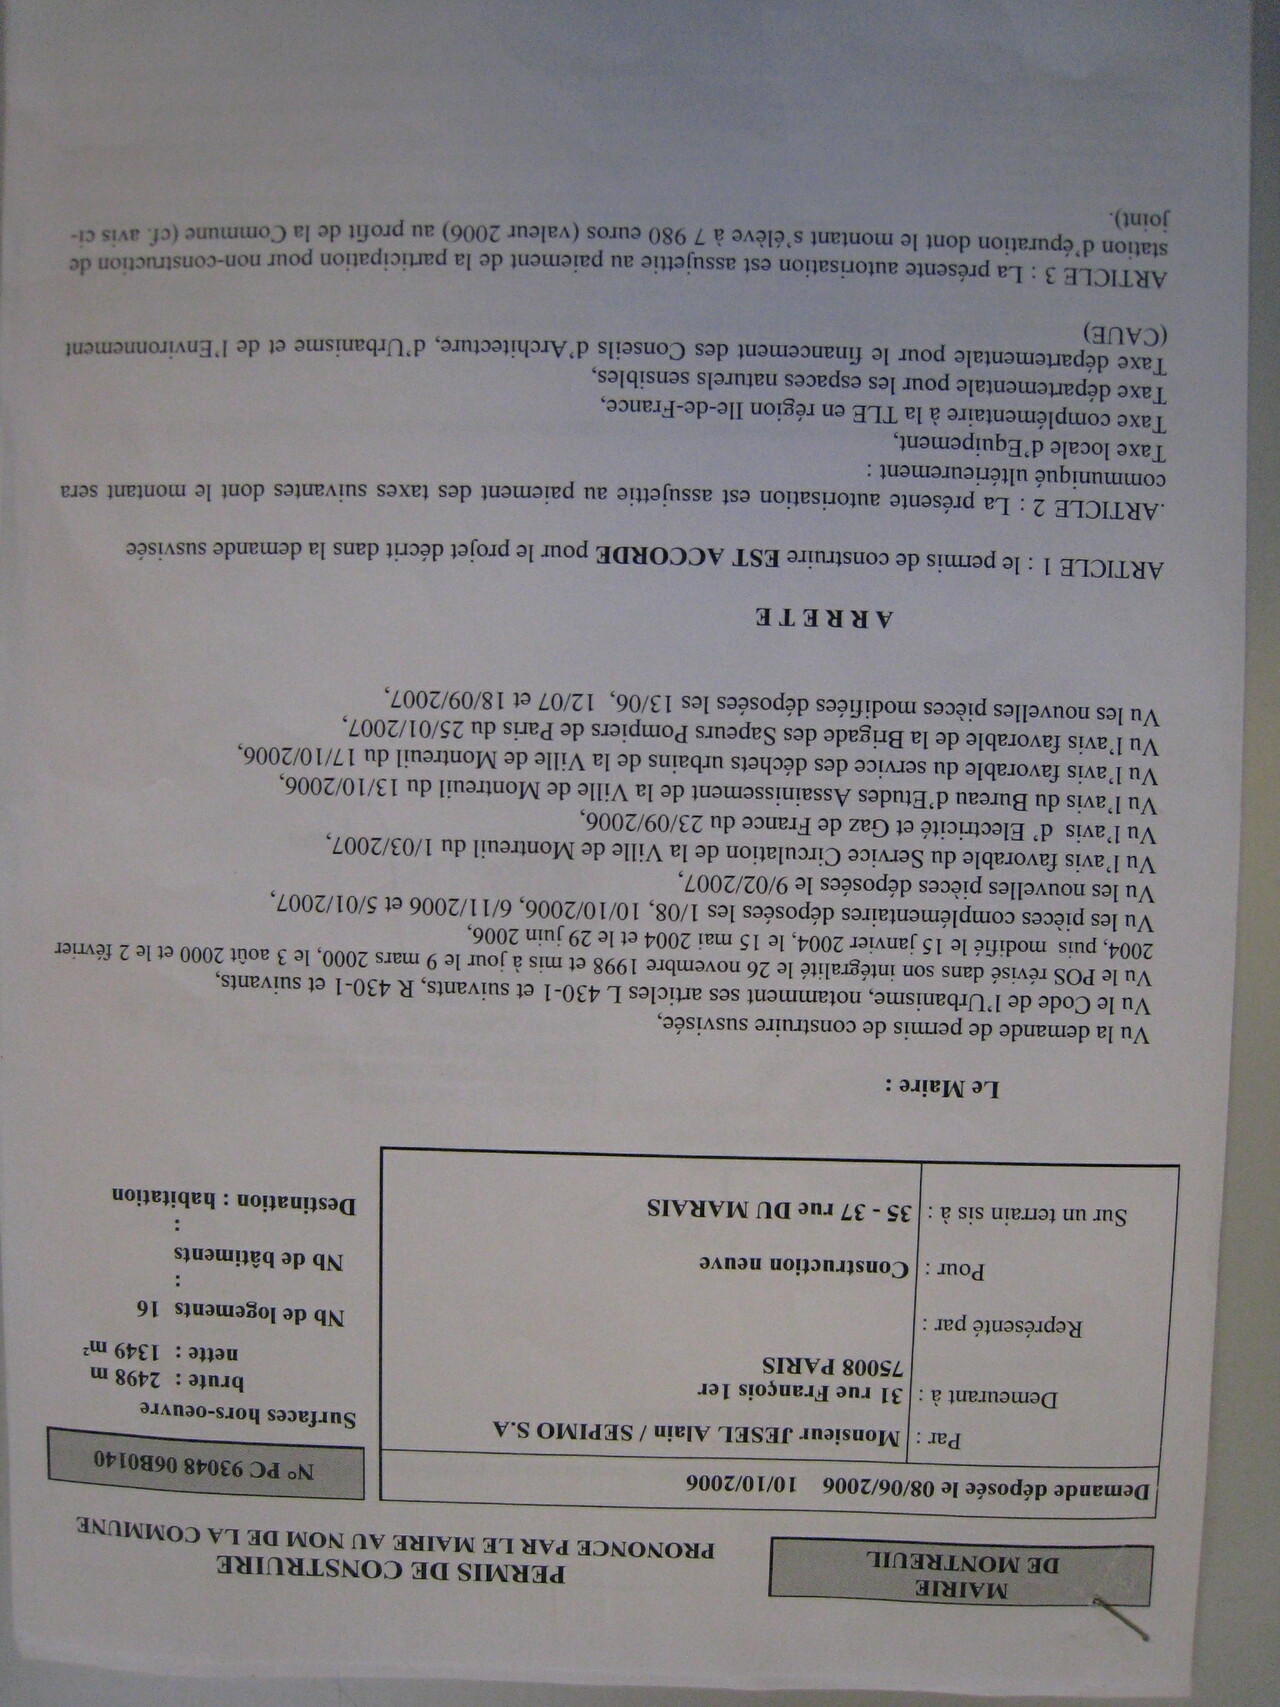 MAIRIE
DE MONTREUIL
PERMIS DE CONSTRUIRE
PRONONCE PAR LE MAIRE AU NOM DE LA COMMUNE
Demande déposée le 08/06/2006 10/10/2006
Par : Monsieur JESEL Alain / SEPIMO S.A
Demeurant à : 31 rue François 1er
75008 PARIS
Représenté par :
Pour : Construction neuve
Sur un terrain sis à : 35 - 37 rue DU MARAIS
N° PC 93048 06B0140
Surfaces hors-oeuvre
brute : 2498 m
nette : 1349 m²
Nb de logements 16
:
Nb de bâtiments
:
Destination : habitation
Le Maire :
Vu la demande de permis de construire susvisée,
Vu le Code de l'Urbanisme, notamment ses articles L 430-1 et suivants, R 430-1 et suivants,
Vu le POS révisé dans son intégralité le 26 novembre 1998 et mis à jour le 9 mars 2000, le 3 août 2000 et le 2 février
2004, puis modifié le 15 janvier 2004, le 15 mai 2004 et le 29 juin 2006,
Vu les pièces complémentaires déposées les 1/08, 10/10/2006, 6/11/2006 et 5/01/2007,
Vu les nouvelles pièces déposées le 9/02/2007,
Vu l'avis favorable du Service Circulation de la Ville de Montreuil du 1/03/2007,
Vu l'avis d' Electricité et Gaz de France du 23/09/2006,
Vu l'avis du Bureau d'Etudes Assainissement de la Ville de Montreuil du 13/10/2006,
Vu l'avis favorable du service des déchets urbains de la Ville de Montreuil du 17/10/2006,
Vu l'avis favorable de la Brigade des Sapeurs Pompiers de Paris du 25/01/2007,
Vu les nouvelles pièces modifiées déposées les 13/06, 12/07 et 18/09/2007,
A R R E T E
ARTICLE 1 : le permis de construire EST ACCORDE pour le projet décrit dans la demande susvisée
.ARTICLE 2 : La présente autorisation est assujettie au paiement des taxes suivantes dont le montant sera
communiqué ultérieurement :
Taxe locale d'Equipement,
Taxe complémentaire à la TLE en région Ile-de-France,
Taxe départementale pour les espaces naturels sensibles,
Taxe départementale pour le financement des Conseils d'Architecture, d'Urbanisme et de l'Environnement
(CAUE)
ARTICLE 3 : La présente autorisation est assujettie au paiement de la participation pour non-construction de
station d'épuration dont le montant s'élève à 7 980 euros (valeur 2006) au profit de la Commune (cf. avis ci-
joint).